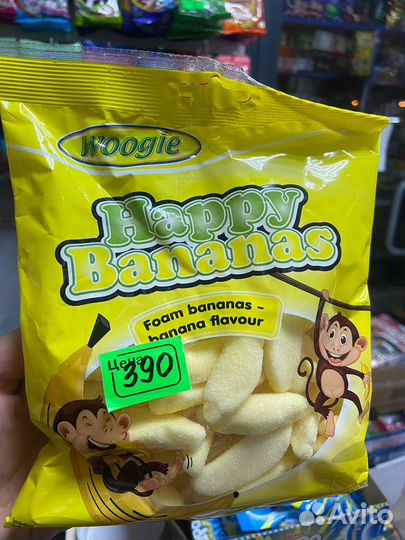 Woogie
Happy
Bananas
Foam bananas -
banana flavour
Цена
390
Avito